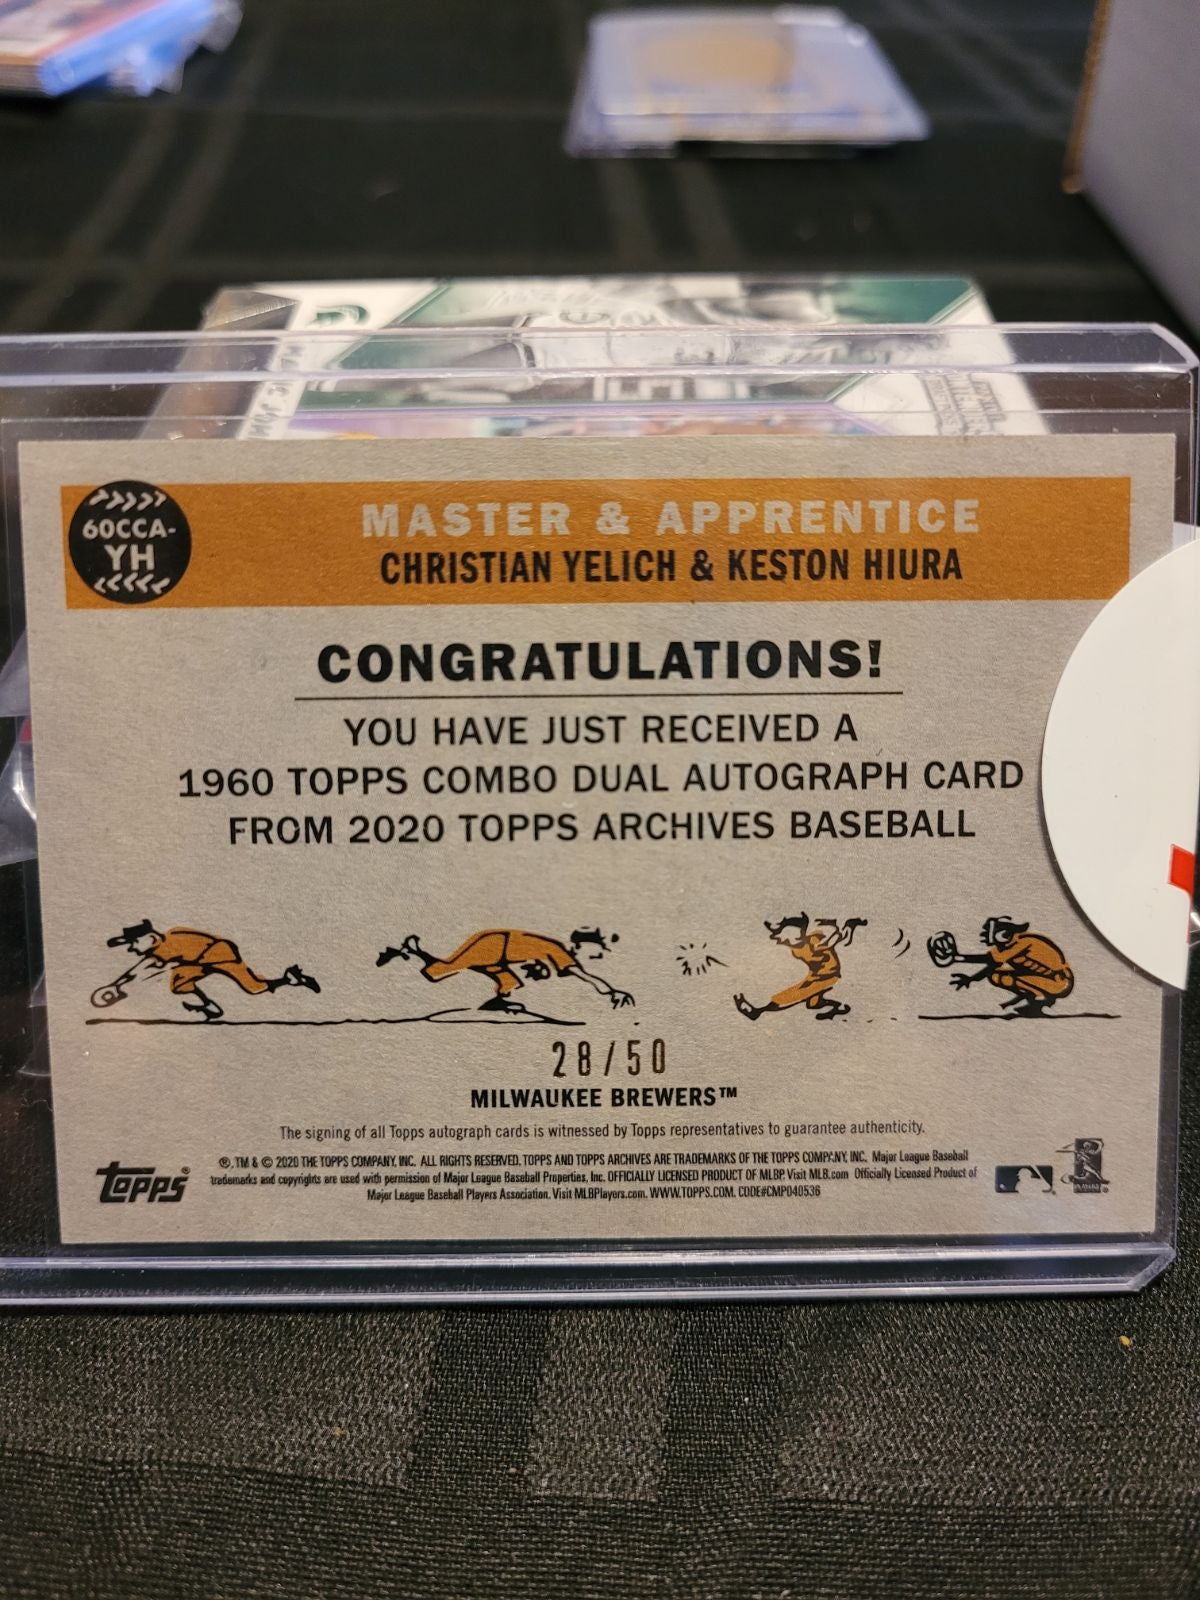 60CCA-
YH
MASTER & APPRENTICE
CHRISTIAN YELICH & KESTON HIURA
CONGRATULATIONS!
YOU HAVE JUST RECEIVED A
1960 TOPPS COMBO DUAL AUTOGRAPH CARD
FROM 2020 TOPPS ARCHIVES BASEBALL
28/50
MILWAUKEE BREWERS™
The signing of all Topps autograph cards is witnessed by Topps representatives to guarantee authenticity.
®, TM & © 2020 THE TOPPS COMPANY, INC. ALL RIGHTS RESERVED. TOPPS AND TOPPS ARCHIVES ARE TRADEMARKS OF THE TOPPS COMPANY, INC. Major League Baseball
trademarks and copyrights are used with permission of Major League Baseball Properties, Inc. OFFICIALLY LICENSED PRODUCT OF MLBP. Visit MLB.com Officially Licensed Product of
Major League Baseball Players Association. Visit MLBPlayers.com. WWW.TOPPS.COM. CODE#CMP040536
TOPPS®